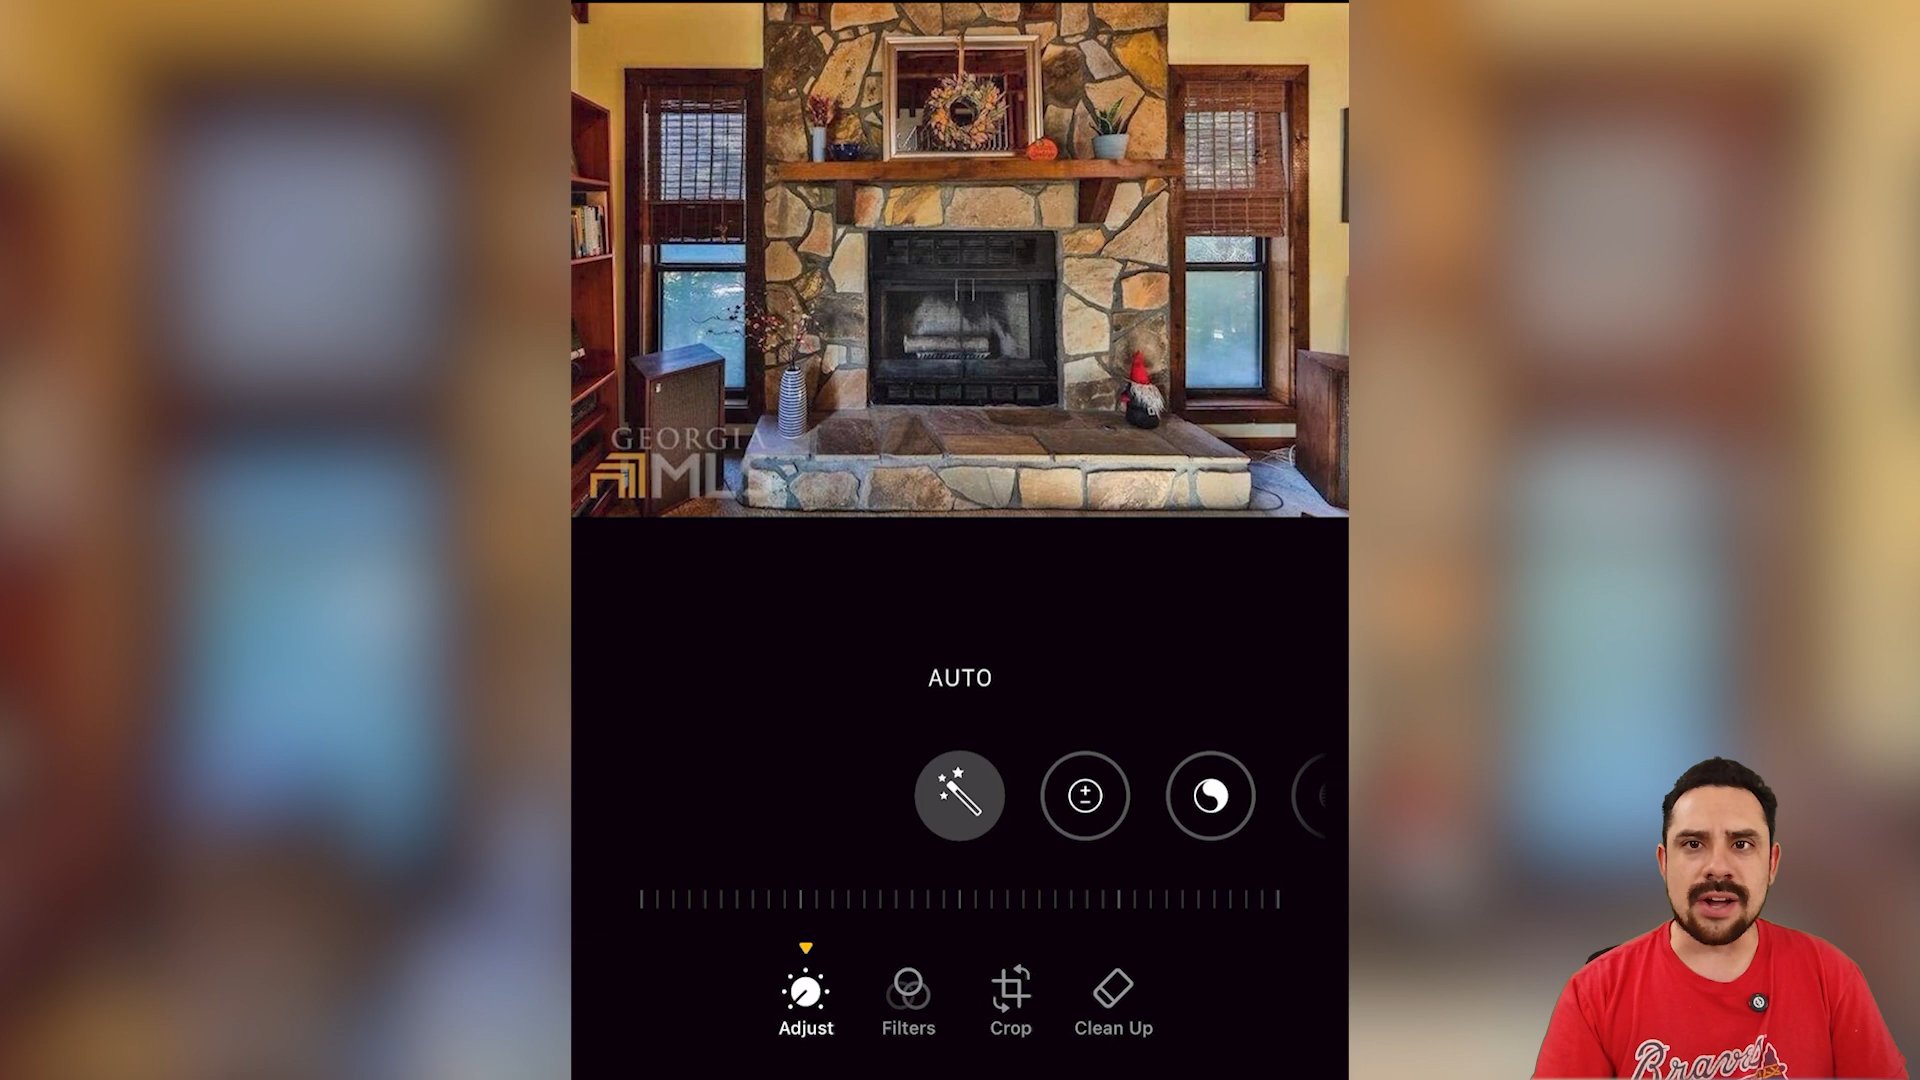 GEORGIA
MLS
AUTO
Adjust
Filters
Crop
Clean Up
Braves